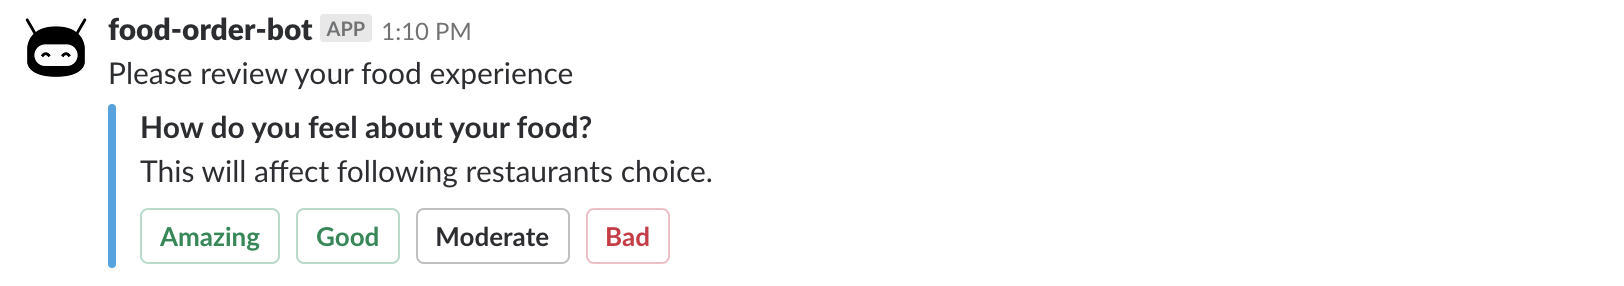 food-order-bot APP 1:10 PM
Please review your food experience
How do you feel about your food?
This will affect following restaurants choice.
Amazing Good Moderate Bad